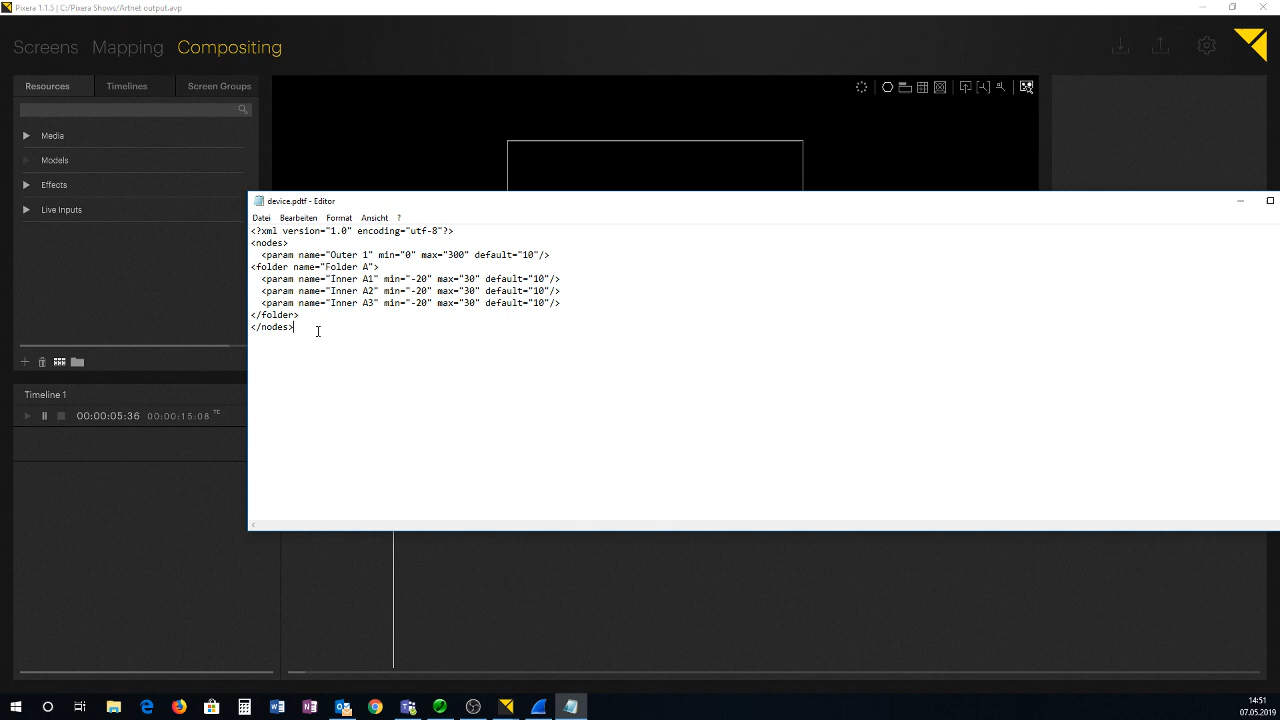 Pixera 1.1.5 | C:/Pixera Shows/Artnet output.avp
Screens Mapping Compositing
Resources Timelines Screen Groups
Media
Models
Effects
Live Inputs
device.pdtf - Editor
Datei Bearbeiten Format Ansicht ?
<?xml version="1.0" encoding="utf-8"?>
<nodes>
<param name="Outer 1" min="0" max="300" default="10"/>
<folder name="Folder A">
<param name="Inner A1" min="-20" max="30" default="10"/>
<param name="Inner A2" min="-20" max="30" default="10"/>
<param name="Inner A3" min="-20" max="30" default="10"/>
</folder>
</nodes>
Timeline 1
00:00:05:36 00:00:15:08 TC
14:51
07.05.2019